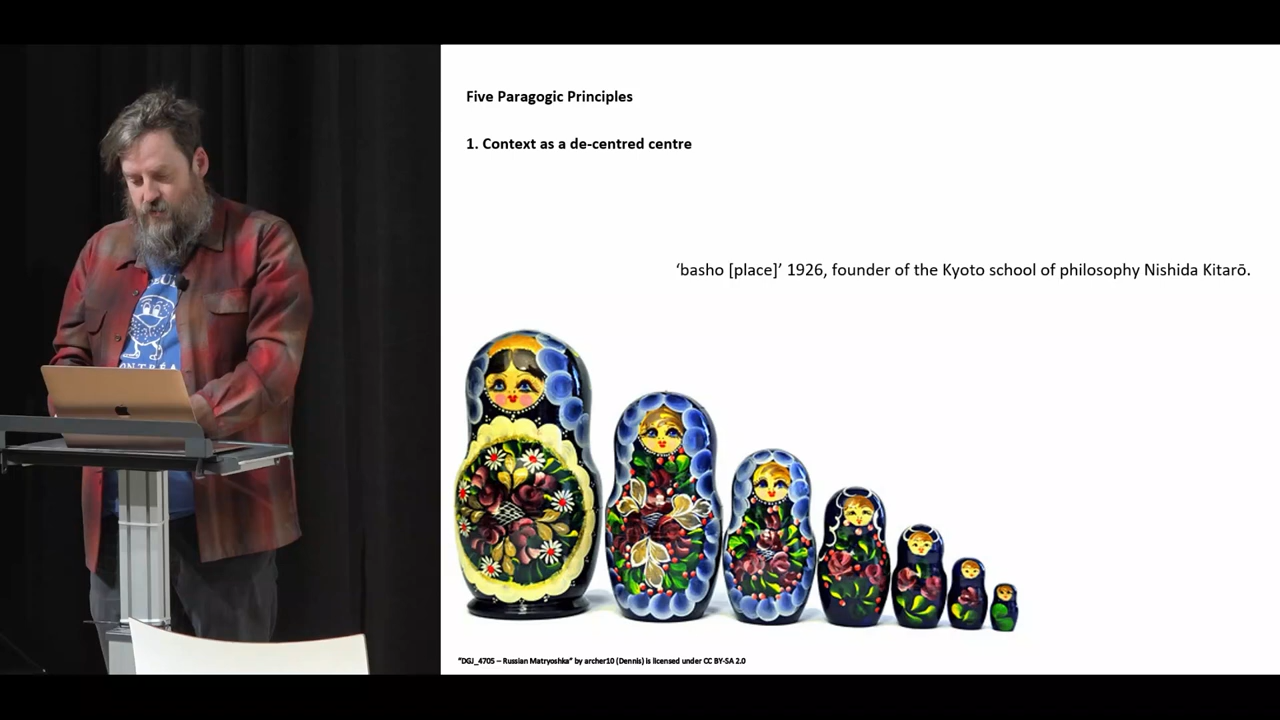 Five Paragogic Principles
1. Context as a de-centred centre
‘basho [place]’ 1926, founder of the Kyoto school of philosophy Nishida Kitarō.
"DGJ_4705 – Russian Matryoshka" by archer10 (Dennis) is licensed under CC BY-SA 2.0